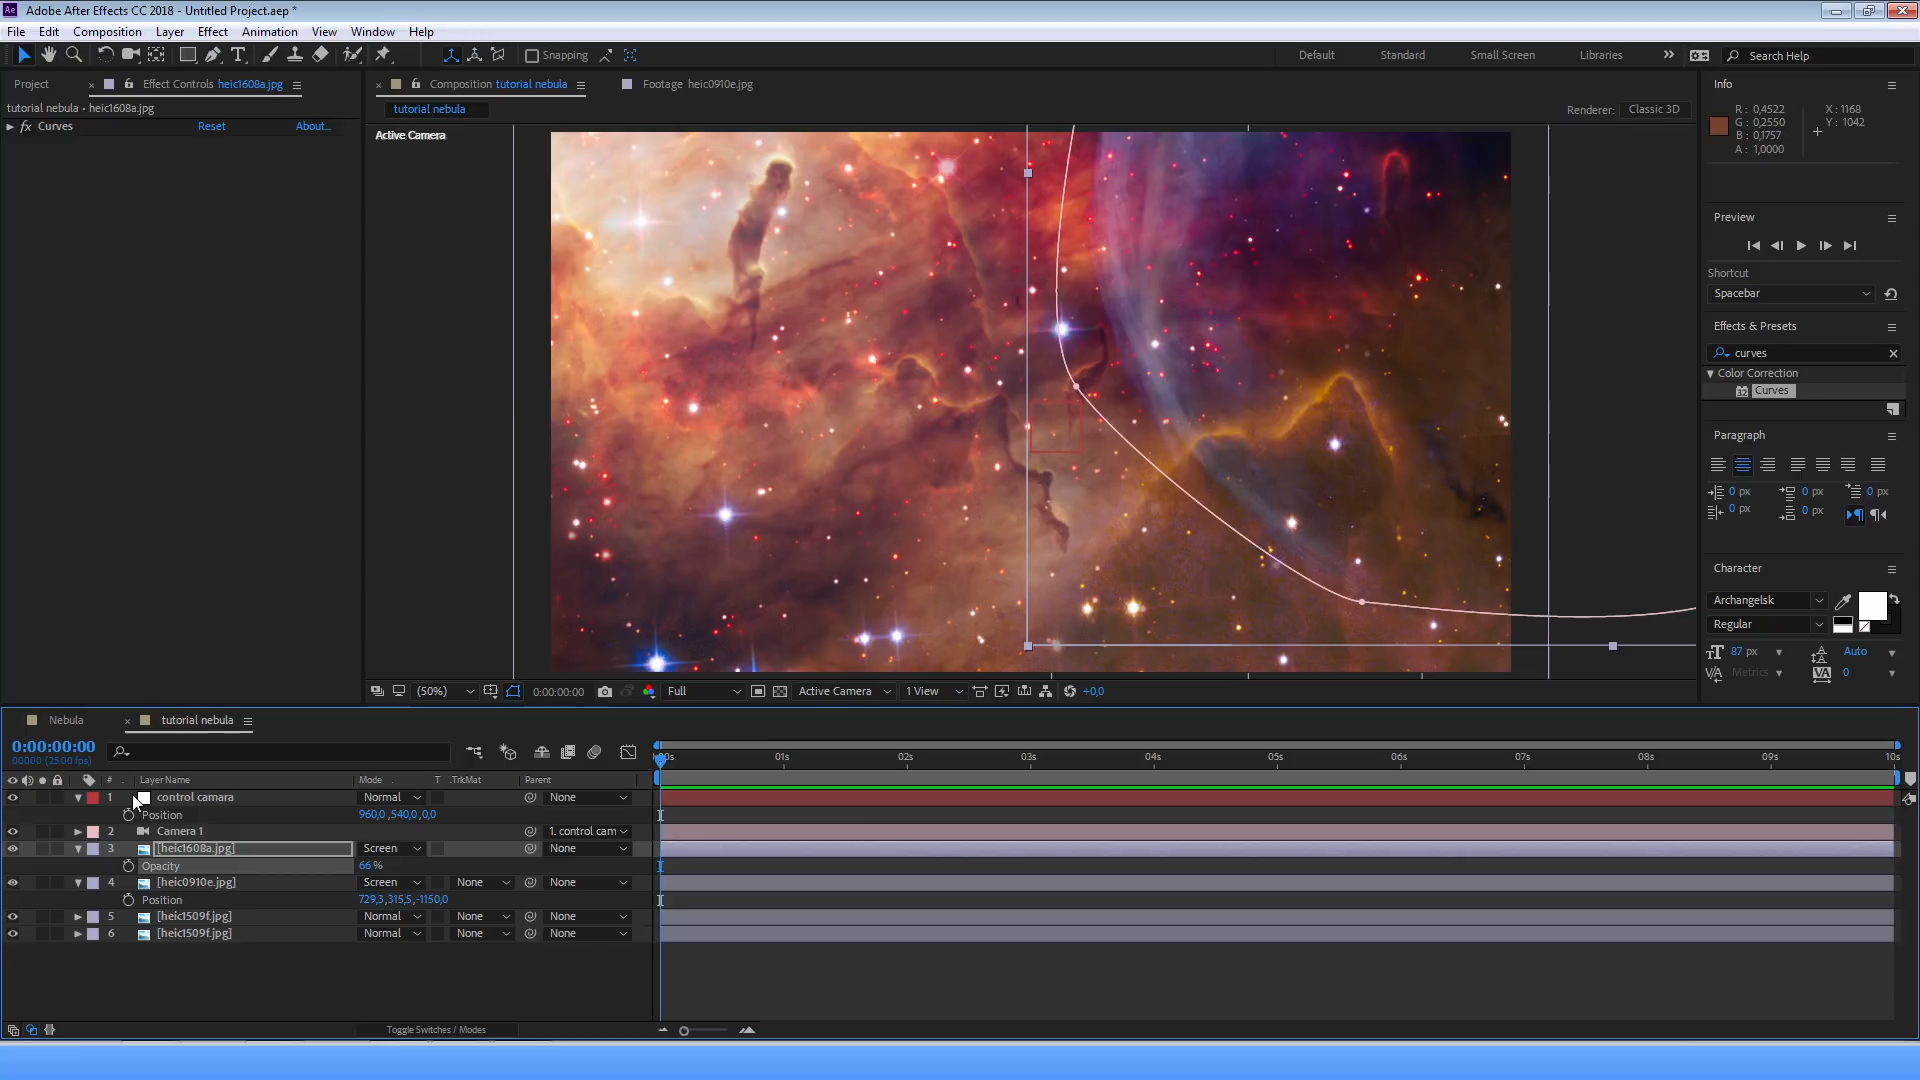 Ae Adobe After Effects CC 2018 - Untitled Project.aep *
File Edit Composition Layer Effect Animation View Window Help
Snapping Default Standard Small Screen Libraries » Search Help
Project × Effect Controls heic1608a.jpg × Composition tutorial nebula Footage heic0910e.jpg Info
tutorial nebula • heic1608a.jpg tutorial nebula Renderer: Classic 3D
fx Curves Reset About...
Active Camera
R : 0,4522 X : 1168
G : 0,2550 Y : 1042
B : 0,1757
A : 1,0000
Preview
Shortcut
Spacebar
Effects & Presets
curves
Color Correction
32 Curves
Paragraph
0 px 0 px 0 px
0 px 0 px
Character
Archangelsk
Regular
87 px Auto
Metrics 0
(50%) 0:00:00:00 Full Active Camera 1 View +0,0
Nebula × tutorial nebula
0:00:00:00
00000 (25.00 fps)
00s 01s 02s 03s 04s 05s 06s 07s 08s 09s 10s
# Layer Name Mode T .TrkMat Parent
1 control camara Normal None
Position 960,0 ,540,0 ,0,0
2 Camera 1 1. control cam
3 [heic1608a.jpg] Screen None
Opacity 66 %
4 [heic0910e.jpg] Screen None None
Position 729,3 ,315,5 ,-1150,0
5 [heic1509f.jpg] Normal None None
6 [heic1509f.jpg] Normal None None
Toggle Switches / Modes